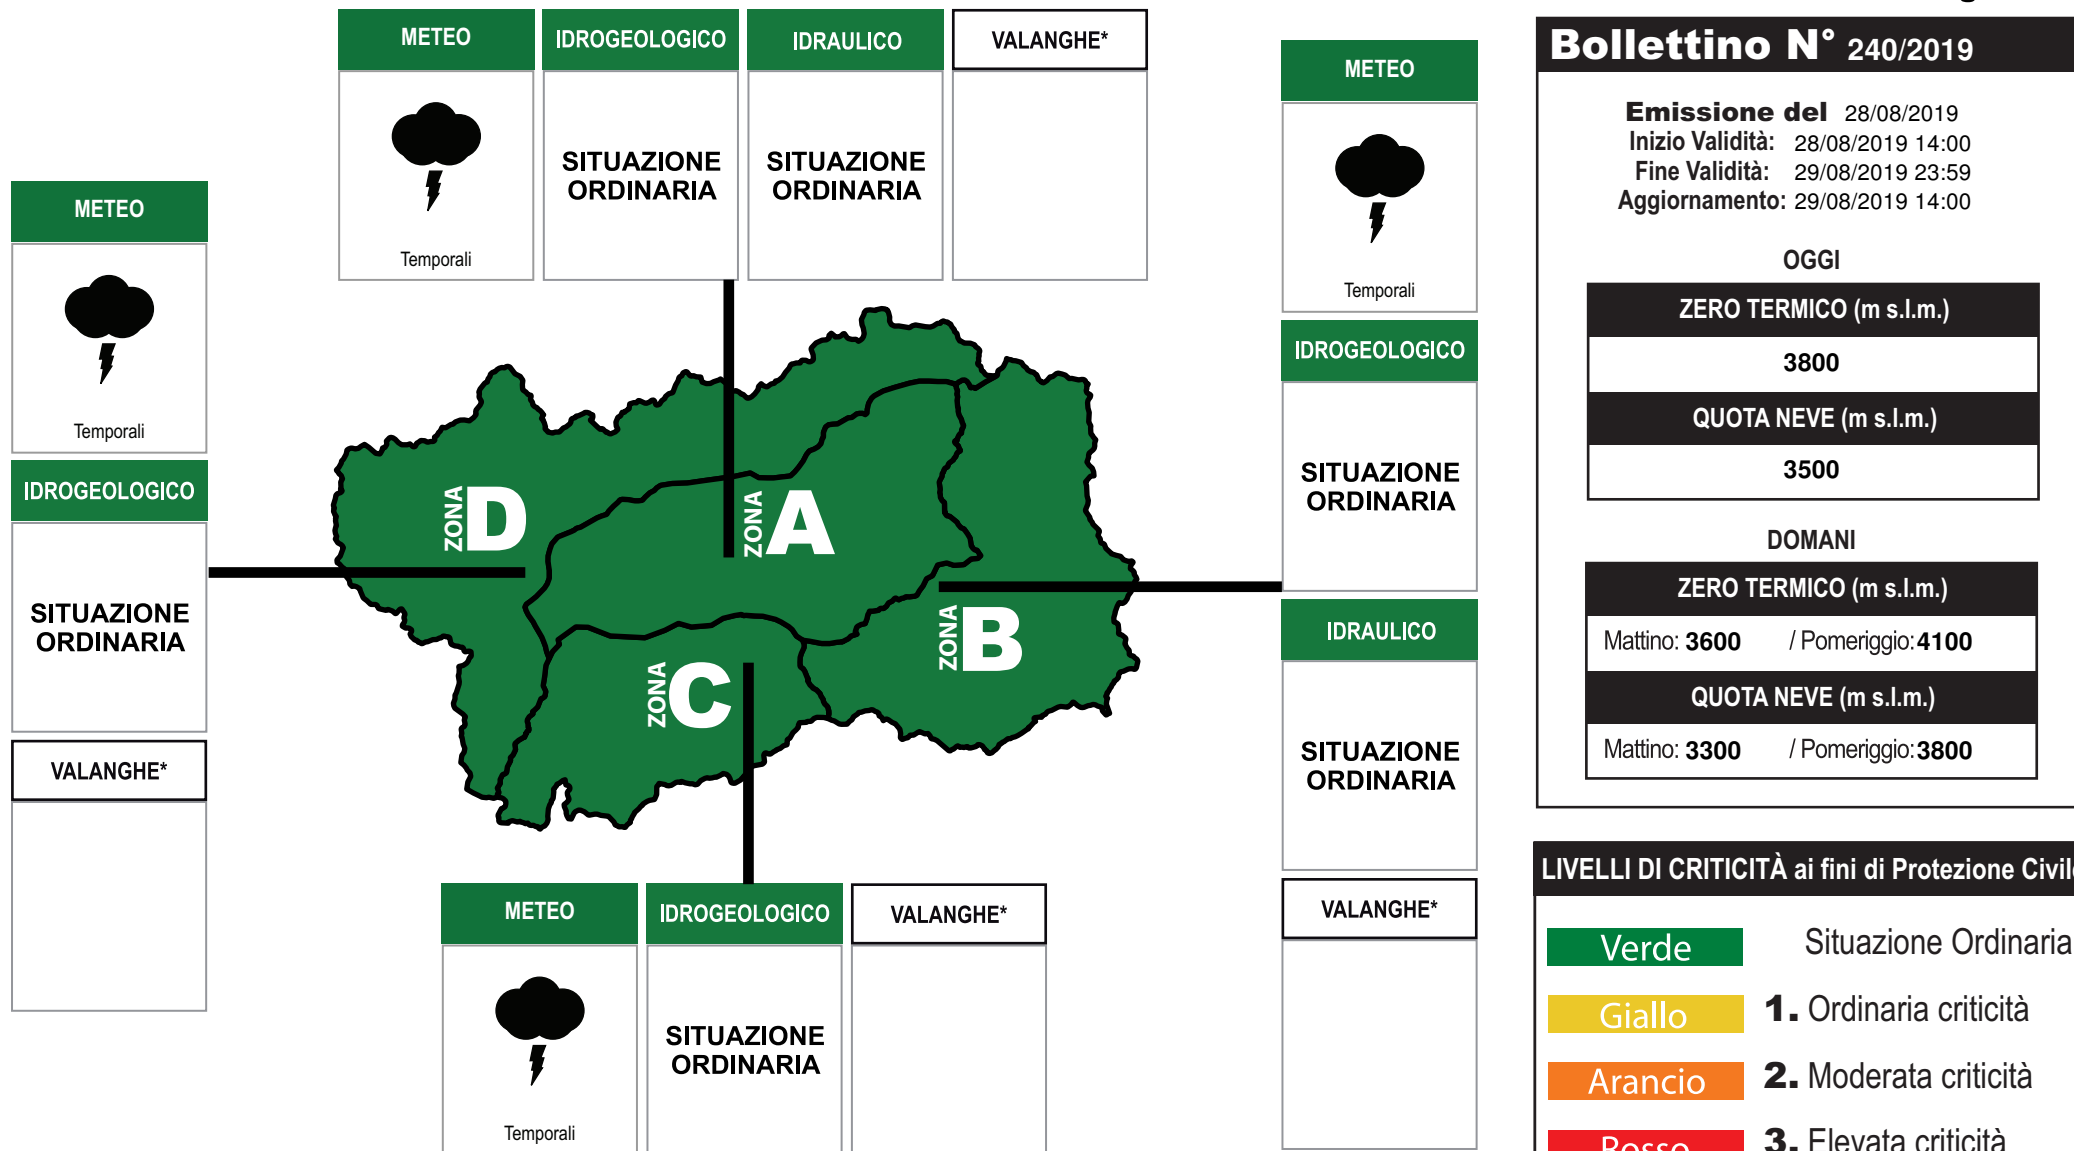 METEO
IDROGEOLOGICO
IDRAULICO
VALANGHE*
Temporali
SITUAZIONE
ORDINARIA
SITUAZIONE
ORDINARIA
METEO
Temporali
IDROGEOLOGICO
SITUAZIONE
ORDINARIA
VALANGHE*
ZONA D
ZONA A
ZONA B
ZONA C
METEO
Temporali
IDROGEOLOGICO
SITUAZIONE
ORDINARIA
IDRAULICO
SITUAZIONE
ORDINARIA
VALANGHE*
METEO
IDROGEOLOGICO
VALANGHE*
Temporali
SITUAZIONE
ORDINARIA
Bollettino N° 240/2019
Emissione del 28/08/2019
Inizio Validità: 28/08/2019 14:00
Fine Validità: 29/08/2019 23:59
Aggiornamento: 29/08/2019 14:00
OGGI
ZERO TERMICO (m s.l.m.)
3800
QUOTA NEVE (m s.l.m.)
3500
DOMANI
ZERO TERMICO (m s.l.m.)
Mattino: 3600 / Pomeriggio: 4100
QUOTA NEVE (m s.l.m.)
Mattino: 3300 / Pomeriggio: 3800
LIVELLI DI CRITICITÀ ai fini di Protezione Civile
Verde Situazione Ordinaria
Giallo 1. Ordinaria criticità
Arancio 2. Moderata criticità
Rosso 3. Elevata criticità